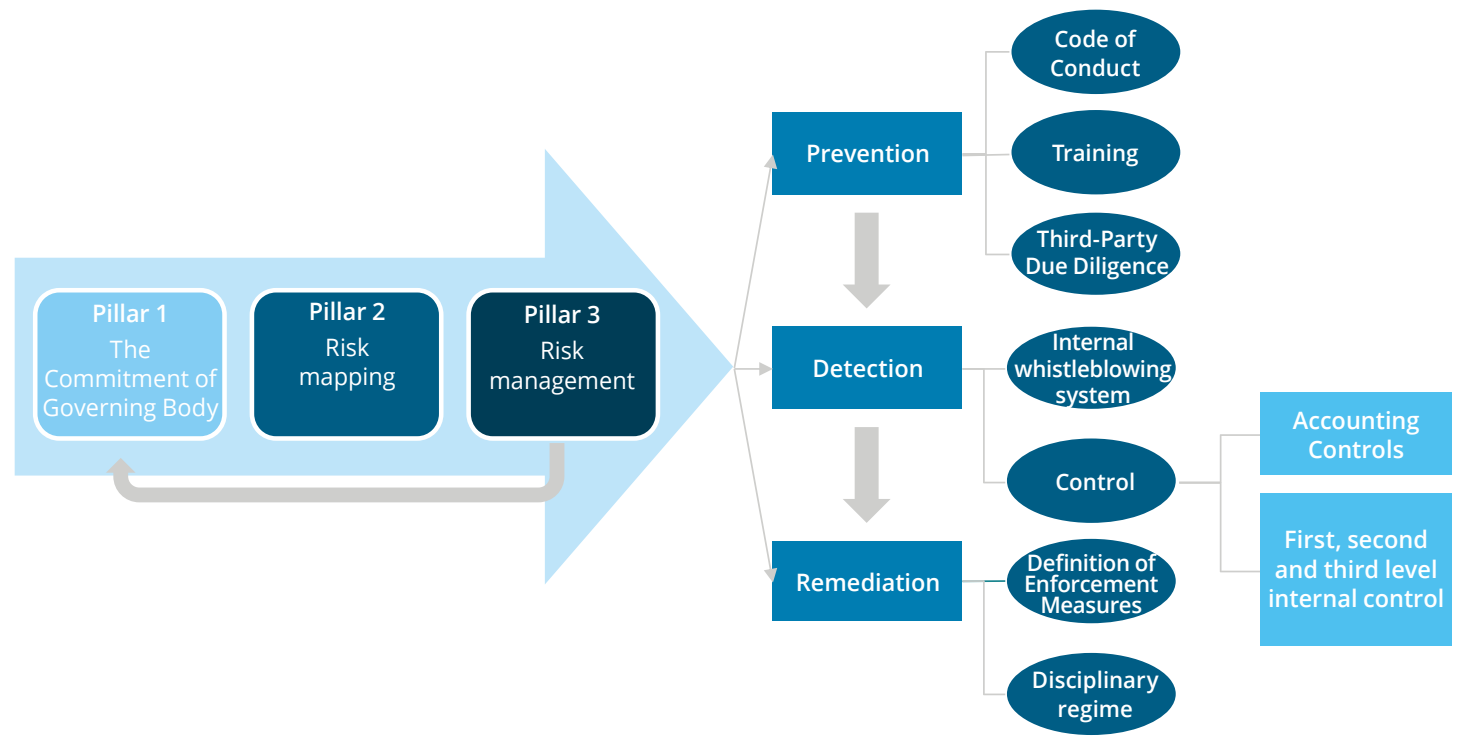 Pillar 1
The
Commitment of
Governing Body
Pillar 2
Risk
mapping
Pillar 3
Risk
management
Prevention
Code of
Conduct
Training
Third-Party
Due Diligence
Detection
Internal
whistleblowing
system
Control
Accounting
Controls
First, second
and third level
internal control
Remediation
Definition of
Enforcement
Measures
Disciplinary
regime